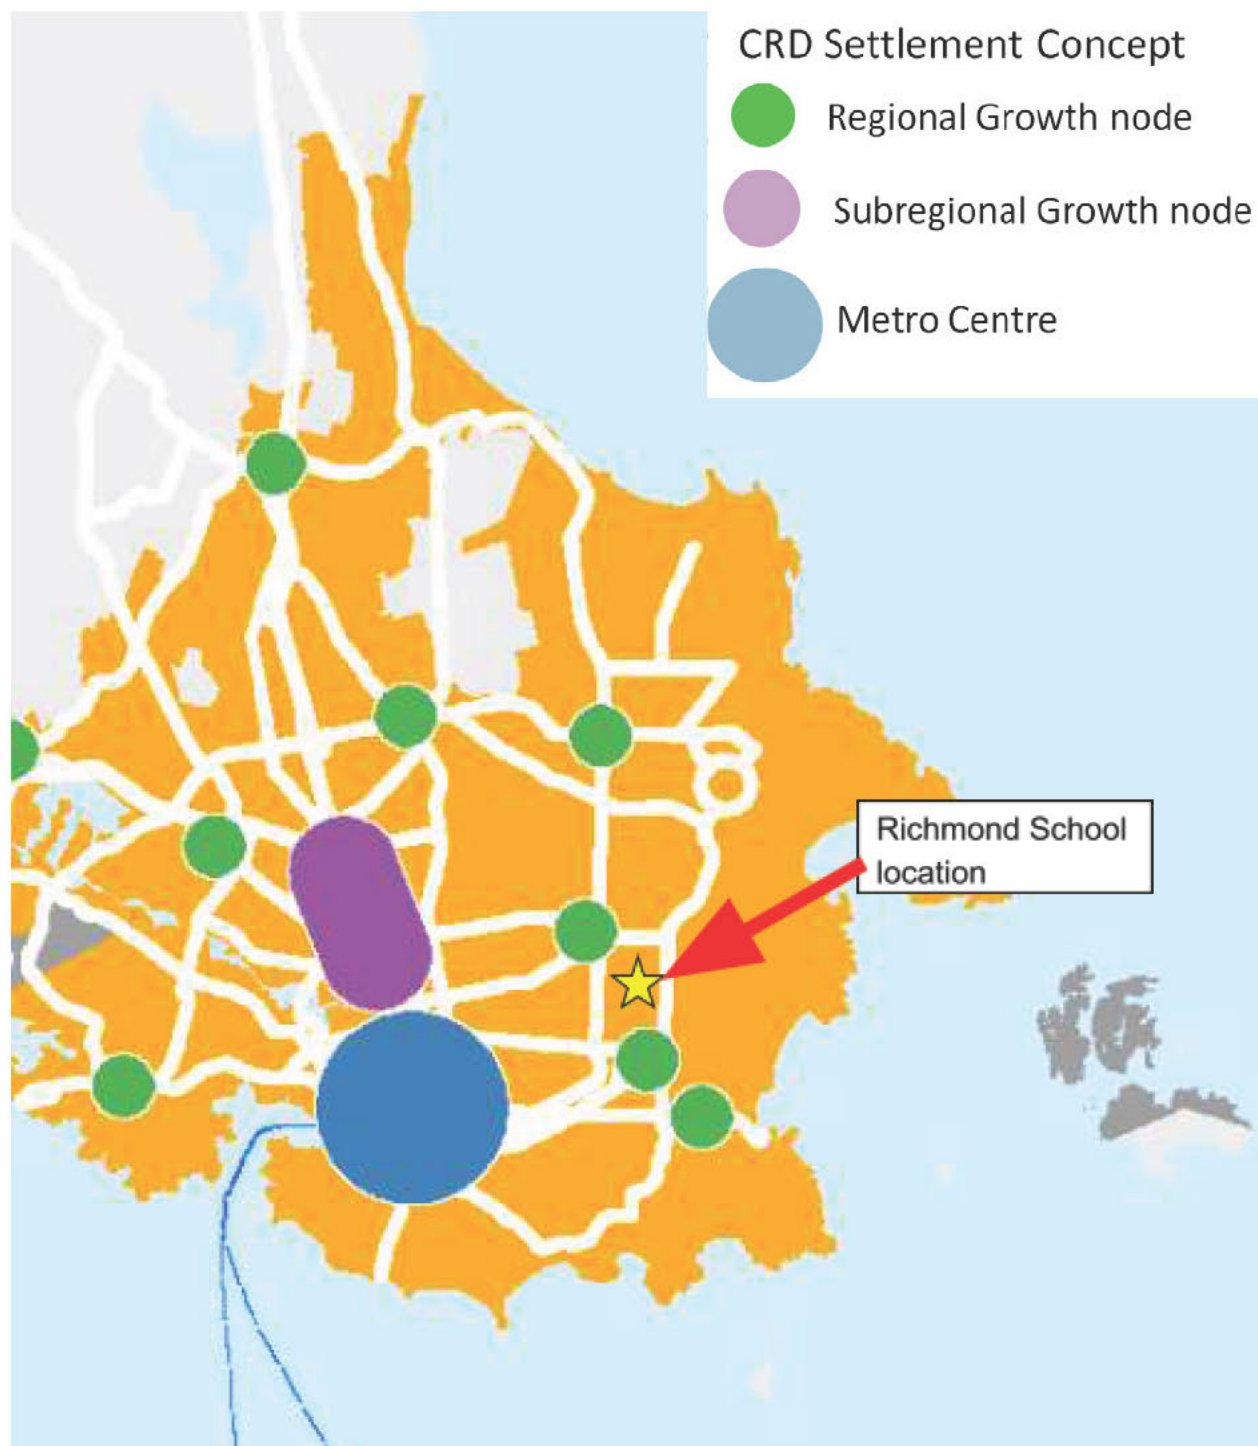 CRD Settlement Concept
Regional Growth node
Subregional Growth node
Metro Centre
Richmond School
location